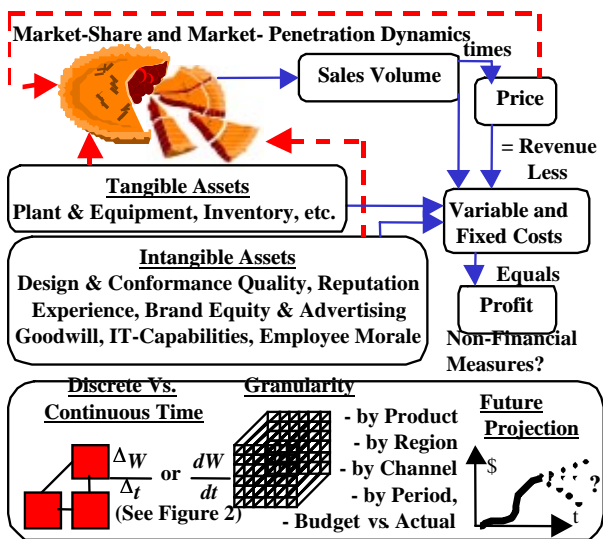 Market-Share and Market- Penetration Dynamics
times
Sales Volume
Price
= Revenue
Less
Tangible Assets
Plant & Equipment, Inventory, etc.
Variable and
Fixed Costs
Intangible Assets
Design & Conformance Quality, Reputation
Experience, Brand Equity & Advertising
Goodwill, IT-Capabilities, Employee Morale
Equals
Profit
Non-Financial
Measures?
Discrete Vs.
Continuous Time
ΔW
Δt
or
dW
dt
(See Figure 2)
Granularity
- by Product
- by Region
- by Channel
- by Period,
- Budget vs. Actual
Future
Projection
$
?
t